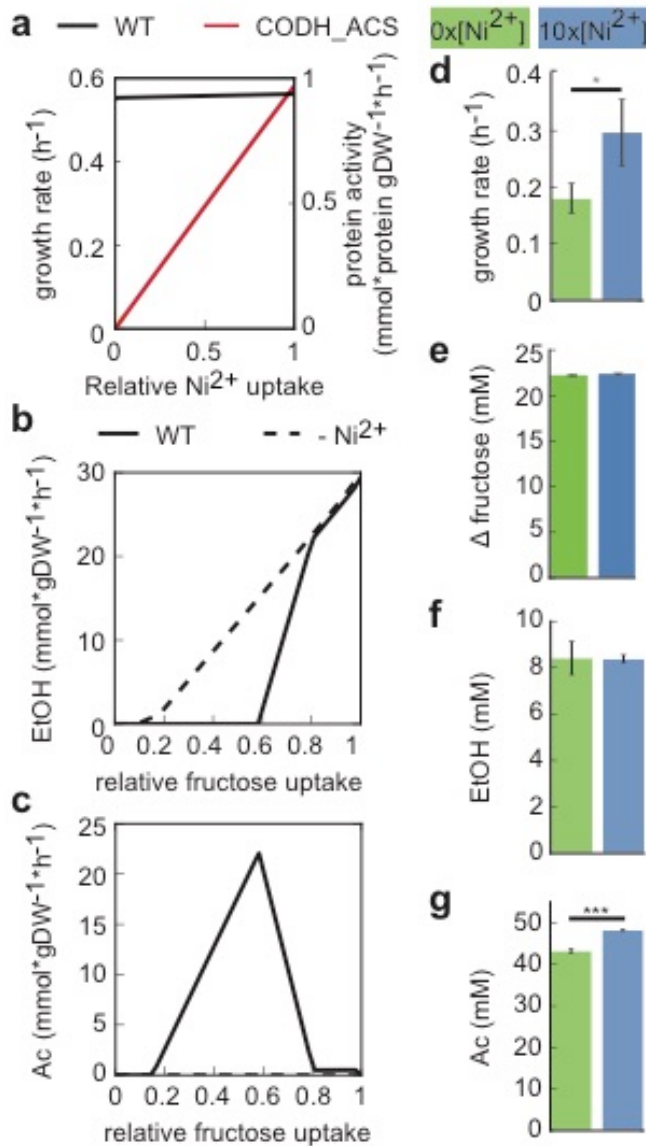 a
WT
CODH_ACS
0.6
0.4
0.2
0
growth rate (h-1)
1
0.5
0
protein activity
(mmol*protein gDW-1*h-1)
0
0.5
1
Relative Ni2+ uptake
b
WT
- Ni2+
30
20
10
0
EtOH (mmol*gDW-1*h-1)
0 0.2 0.4 0.6 0.8 1
relative fructose uptake
c
25
20
15
10
5
0
Ac (mmol*gDW-1*h-1)
0 0.2 0.4 0.6 0.8 1
relative fructose uptake
0x[Ni2+]
10x[Ni2+]
d
0.4
0.3
0.2
0.1
0
growth rate (h-1)
*
e
25
20
15
10
5
0
Δ fructose (mM)
f
10
8
6
4
2
0
EtOH (mM)
g
50
40
30
20
10
0
Ac (mM)
***